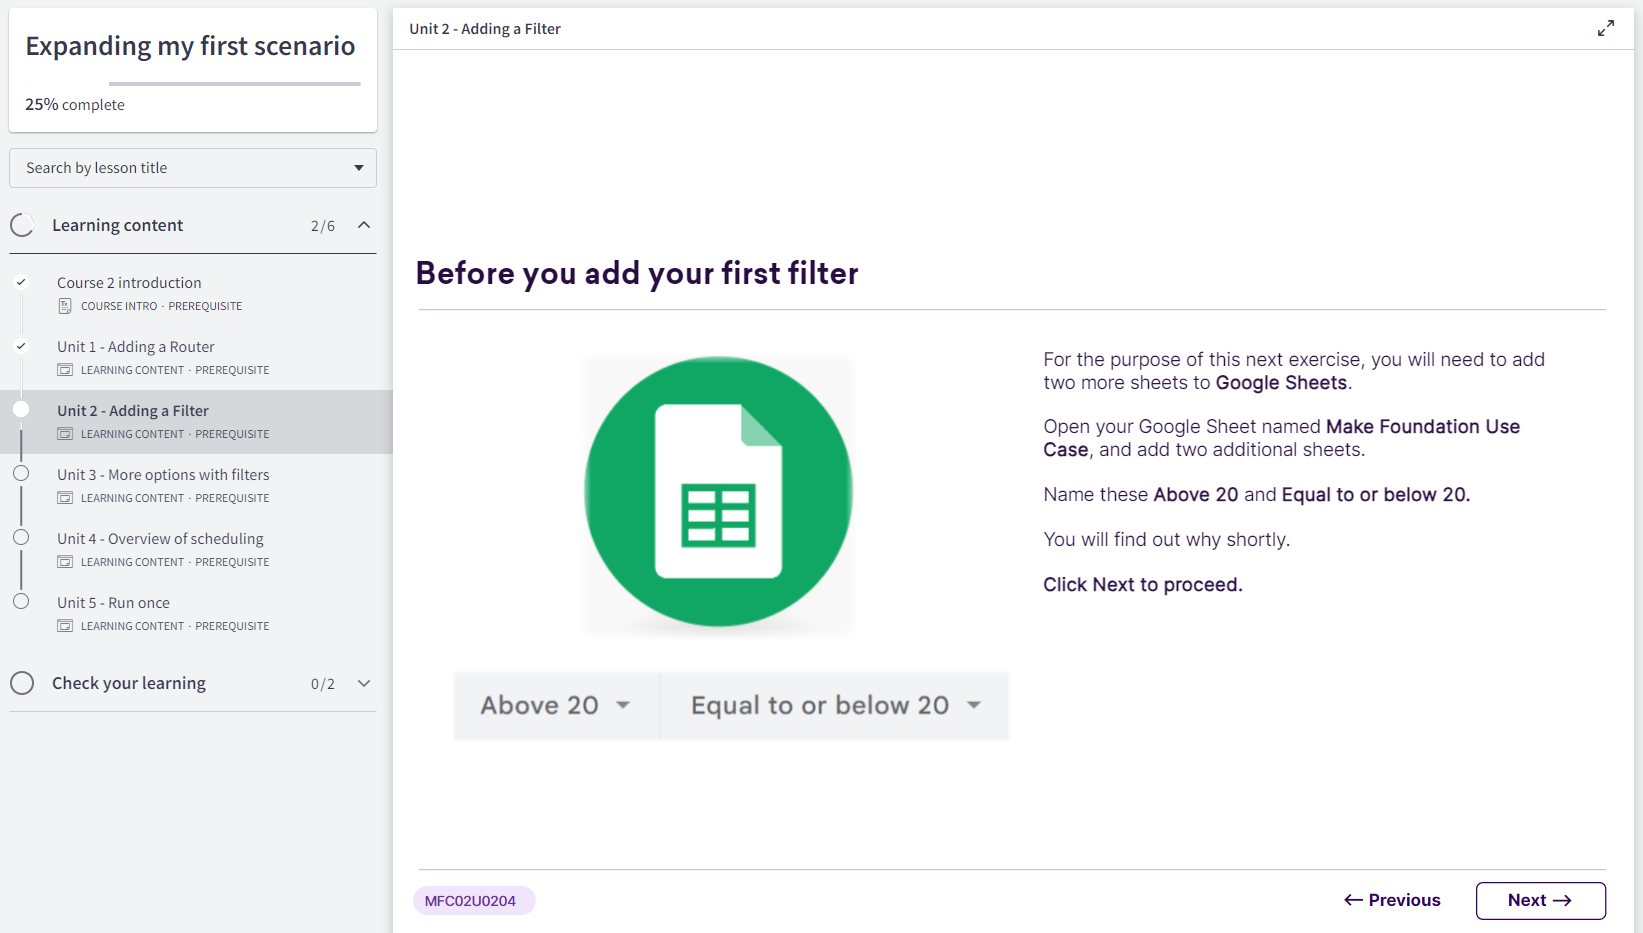 Expanding my first scenario
25% complete
Search by lesson title
Learning content 2/6
Course 2 introduction
COURSE INTRO · PREREQUISITE
Unit 1 - Adding a Router
LEARNING CONTENT · PREREQUISITE
Unit 2 - Adding a Filter
LEARNING CONTENT · PREREQUISITE
Unit 3 - More options with filters
LEARNING CONTENT · PREREQUISITE
Unit 4 - Overview of scheduling
LEARNING CONTENT · PREREQUISITE
Unit 5 - Run once
LEARNING CONTENT · PREREQUISITE
Check your learning 0/2
Unit 2 - Adding a Filter
Before you add your first filter
For the purpose of this next exercise, you will need to add
two more sheets to Google Sheets.
Open your Google Sheet named Make Foundation Use
Case, and add two additional sheets.
Name these Above 20 and Equal to or below 20.
You will find out why shortly.
Click Next to proceed.
Above 20 Equal to or below 20
MFC02U0204
← Previous Next →